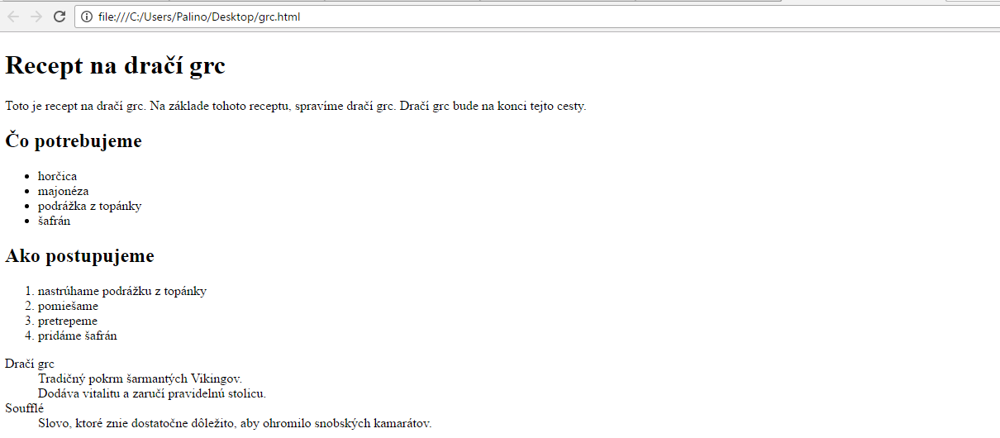 file:///C:/Users/Palino/Desktop/grc.html
Recept na dračí grc
Toto je recept na dračí grc. Na základe tohoto receptu, spravíme dračí grc. Dračí grc bude na konci tejto cesty.
Čo potrebujeme
• horčica
• majonéza
• podrážka z topánky
• šafrán
Ako postupujeme
1. nastrúhame podrážku z topánky
2. pomiešame
3. pretrepeme
4. pridáme šafrán
Dračí grc
Tradičný pokrm šarmantých Vikingov.
Dodáva vitalitu a zaručí pravidelnú stolicu.
Soufflé
Slovo, ktoré znie dostatočne dôležito, aby ohromilo snobských kamarátov.